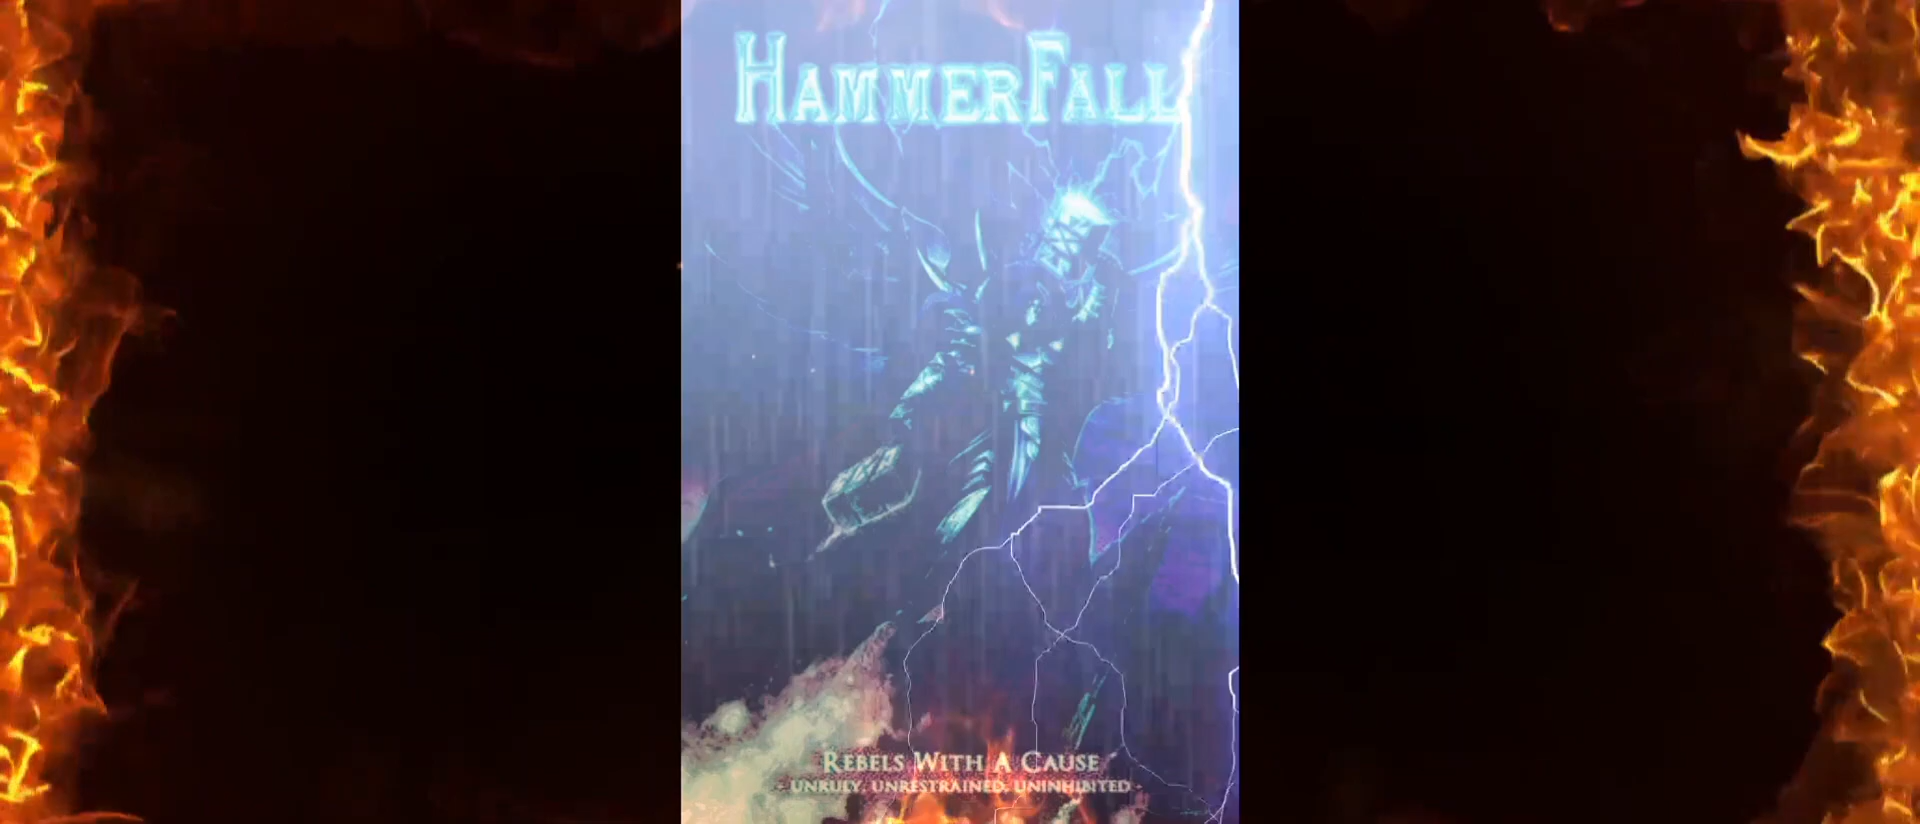 HAMMERFALL
REBELS WITH A CAUSE
- UNRULY, UNRESTRAINED, UNINHIBITED -